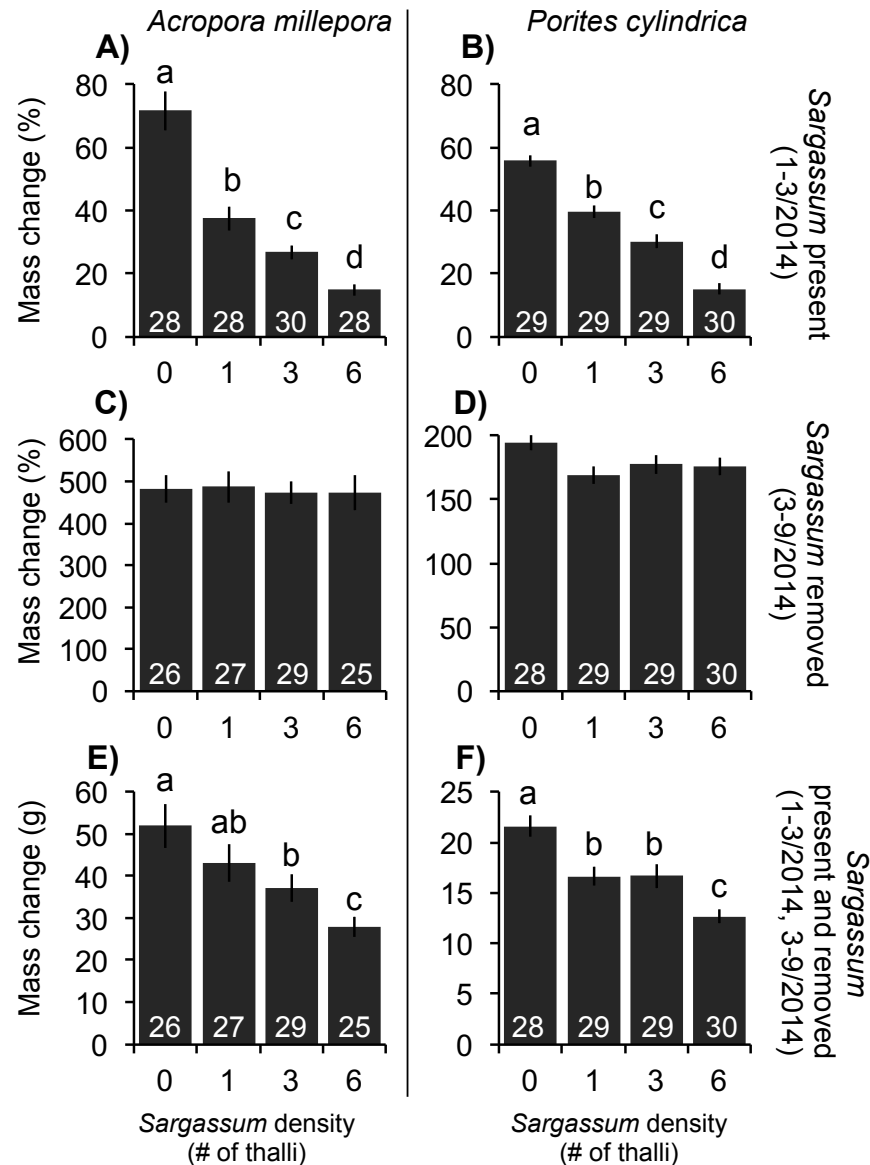 Acropora millepora
Porites cylindrica
A)
Mass change (%)
80
60
40
20
0
a
b
c
d
28
28
30
28
0
1
3
6
B)
80
60
40
20
0
a
b
c
d
29
29
29
30
0
1
3
6
Sargassum present
(1-3/2014)
C)
Mass change (%)
600
500
400
300
200
100
0
26
27
29
25
0
1
3
6
D)
200
150
100
50
0
28
29
29
30
0
1
3
6
Sargassum removed
(3-9/2014)
E)
Mass change (g)
60
50
40
30
20
10
0
a
ab
b
c
26
27
29
25
0
1
3
6
Sargassum density
(# of thalli)
F)
25
20
15
10
5
0
a
b
b
c
28
29
29
30
0
1
3
6
Sargassum density
(# of thalli)
Sargassum
present and removed
(1-3/2014, 3-9/2014)